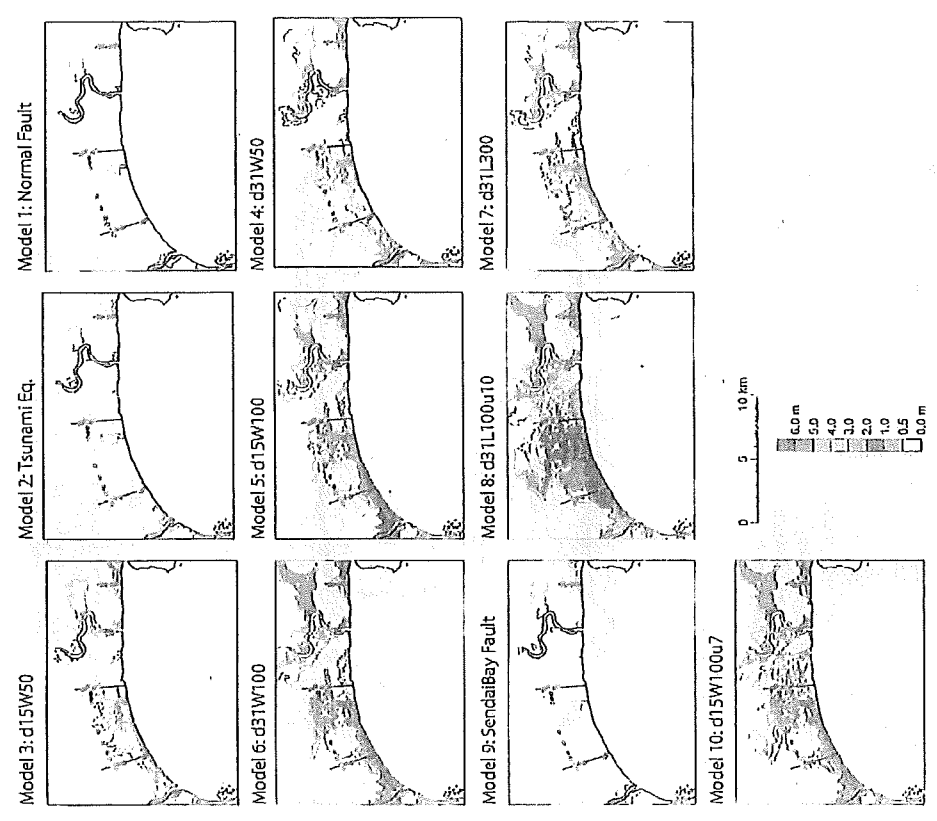 Model 1: Normal Fault
Model 2: Tsunami Eq.
Model 3: d15W50
Model 4: d31W50
Model 5: d15W100
Model 6: d31W100
Model 7: d31L300
Model 8: d31L100u10
Model 9: SendaiBay Fault
Model 10: d15W100u7
0 5 10 km
6.0 m
5.0
4.0
3.0
2.0
1.0
0.5
0.0 m